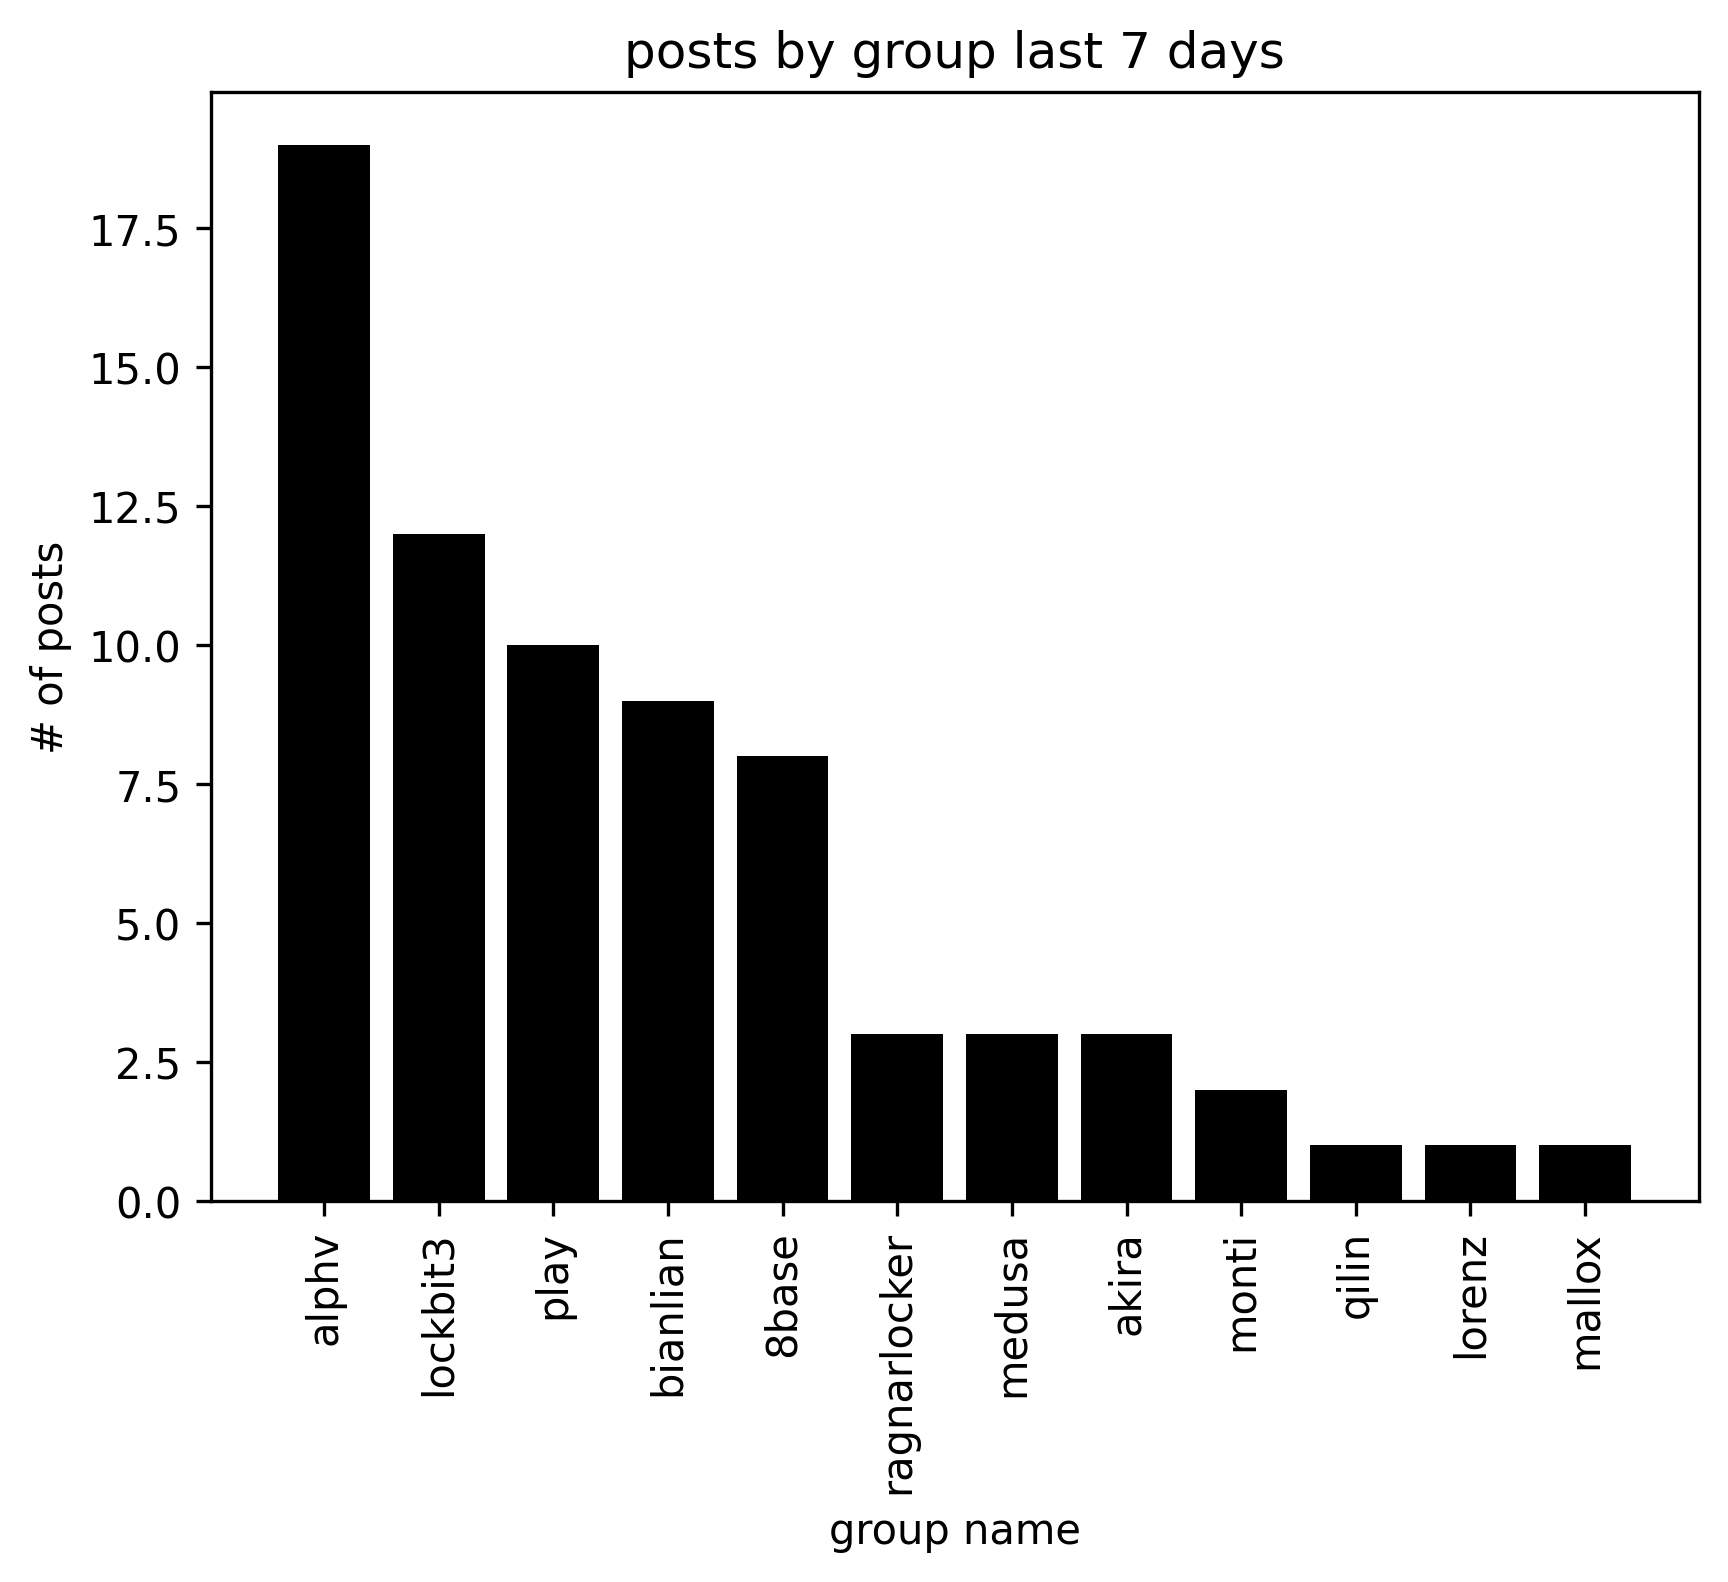 posts by group last 7 days
# of posts
17.5
15.0
12.5
10.0
7.5
5.0
2.5
0.0
alphv
lockbit3
play
bianlian
8base
ragnarlocker
medusa
akira
monti
qilin
lorenz
mallox
group name